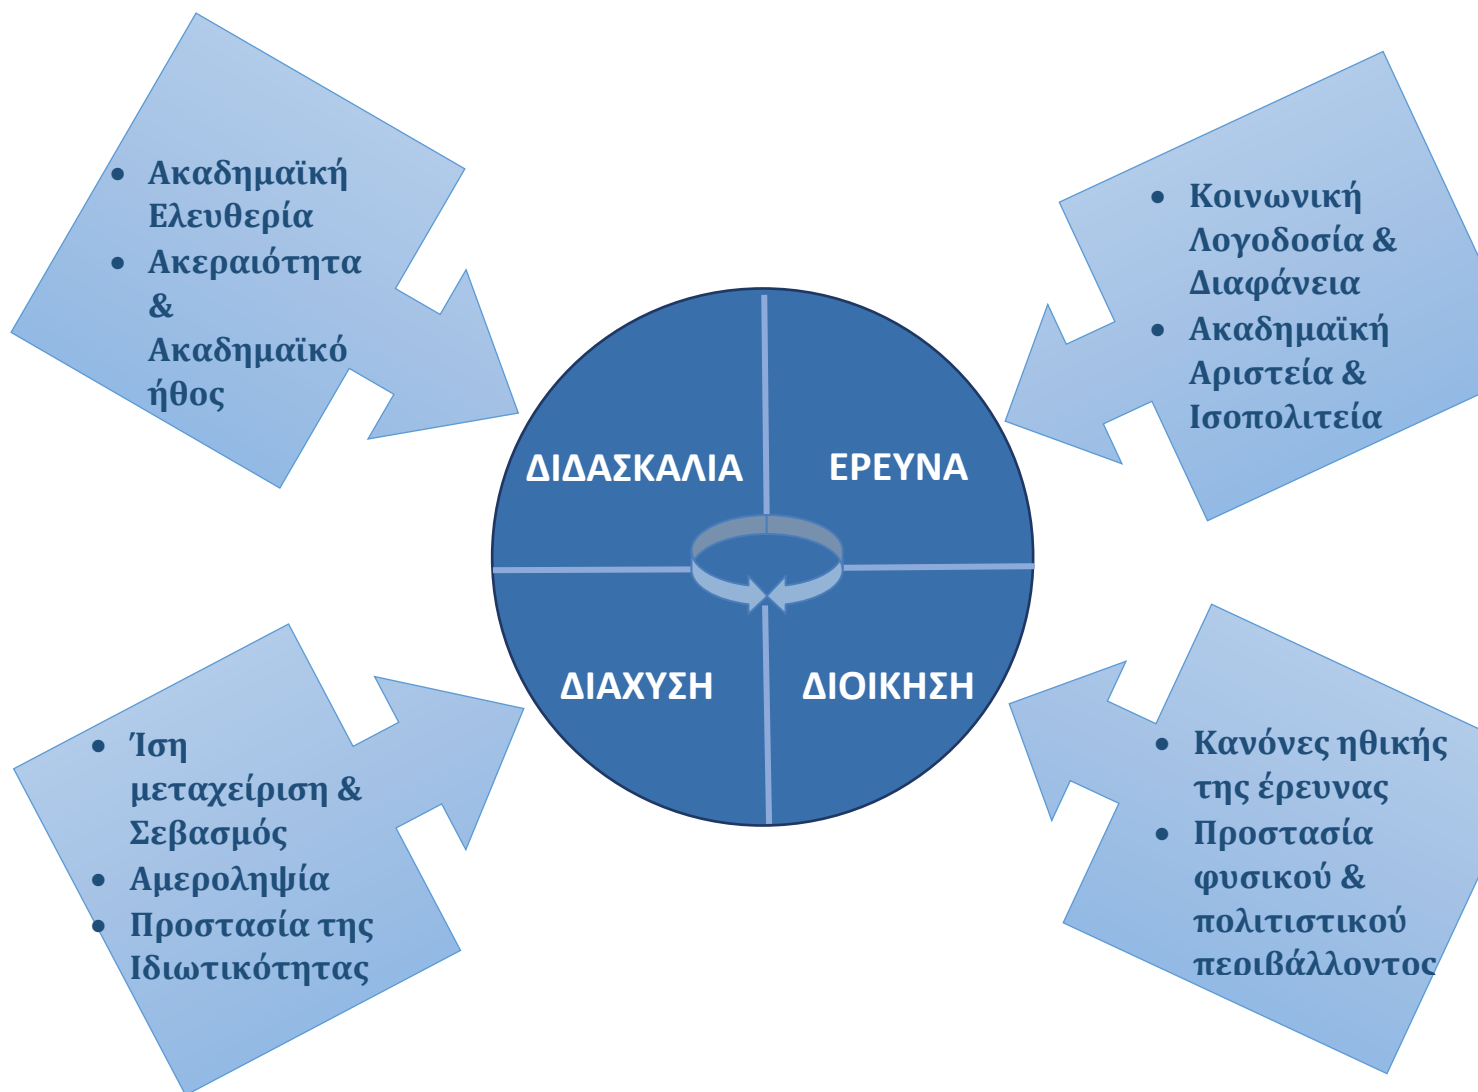 • Ακαδημαϊκή
Ελευθερία
• Ακεραιότητα
&
Ακαδημαϊκό
ήθος
• Κοινωνική
Λογοδοσία &
Διαφάνεια
• Ακαδημαϊκή
Αριστεία &
Ισοπολιτεία
ΔΙΔΑΣΚΑΛΙΑ
ΕΡΕΥΝΑ
ΔΙΑΧΥΣΗ
ΔΙΟΙΚΗΣΗ
• Ίση
μεταχείριση &
Σεβασμός
• Αμεροληψία
• Προστασία της
Ιδιωτικότητας
• Κανόνες ηθικής
της έρευνας
• Προστασία
φυσικού &
πολιτιστικού
περιβάλλοντος